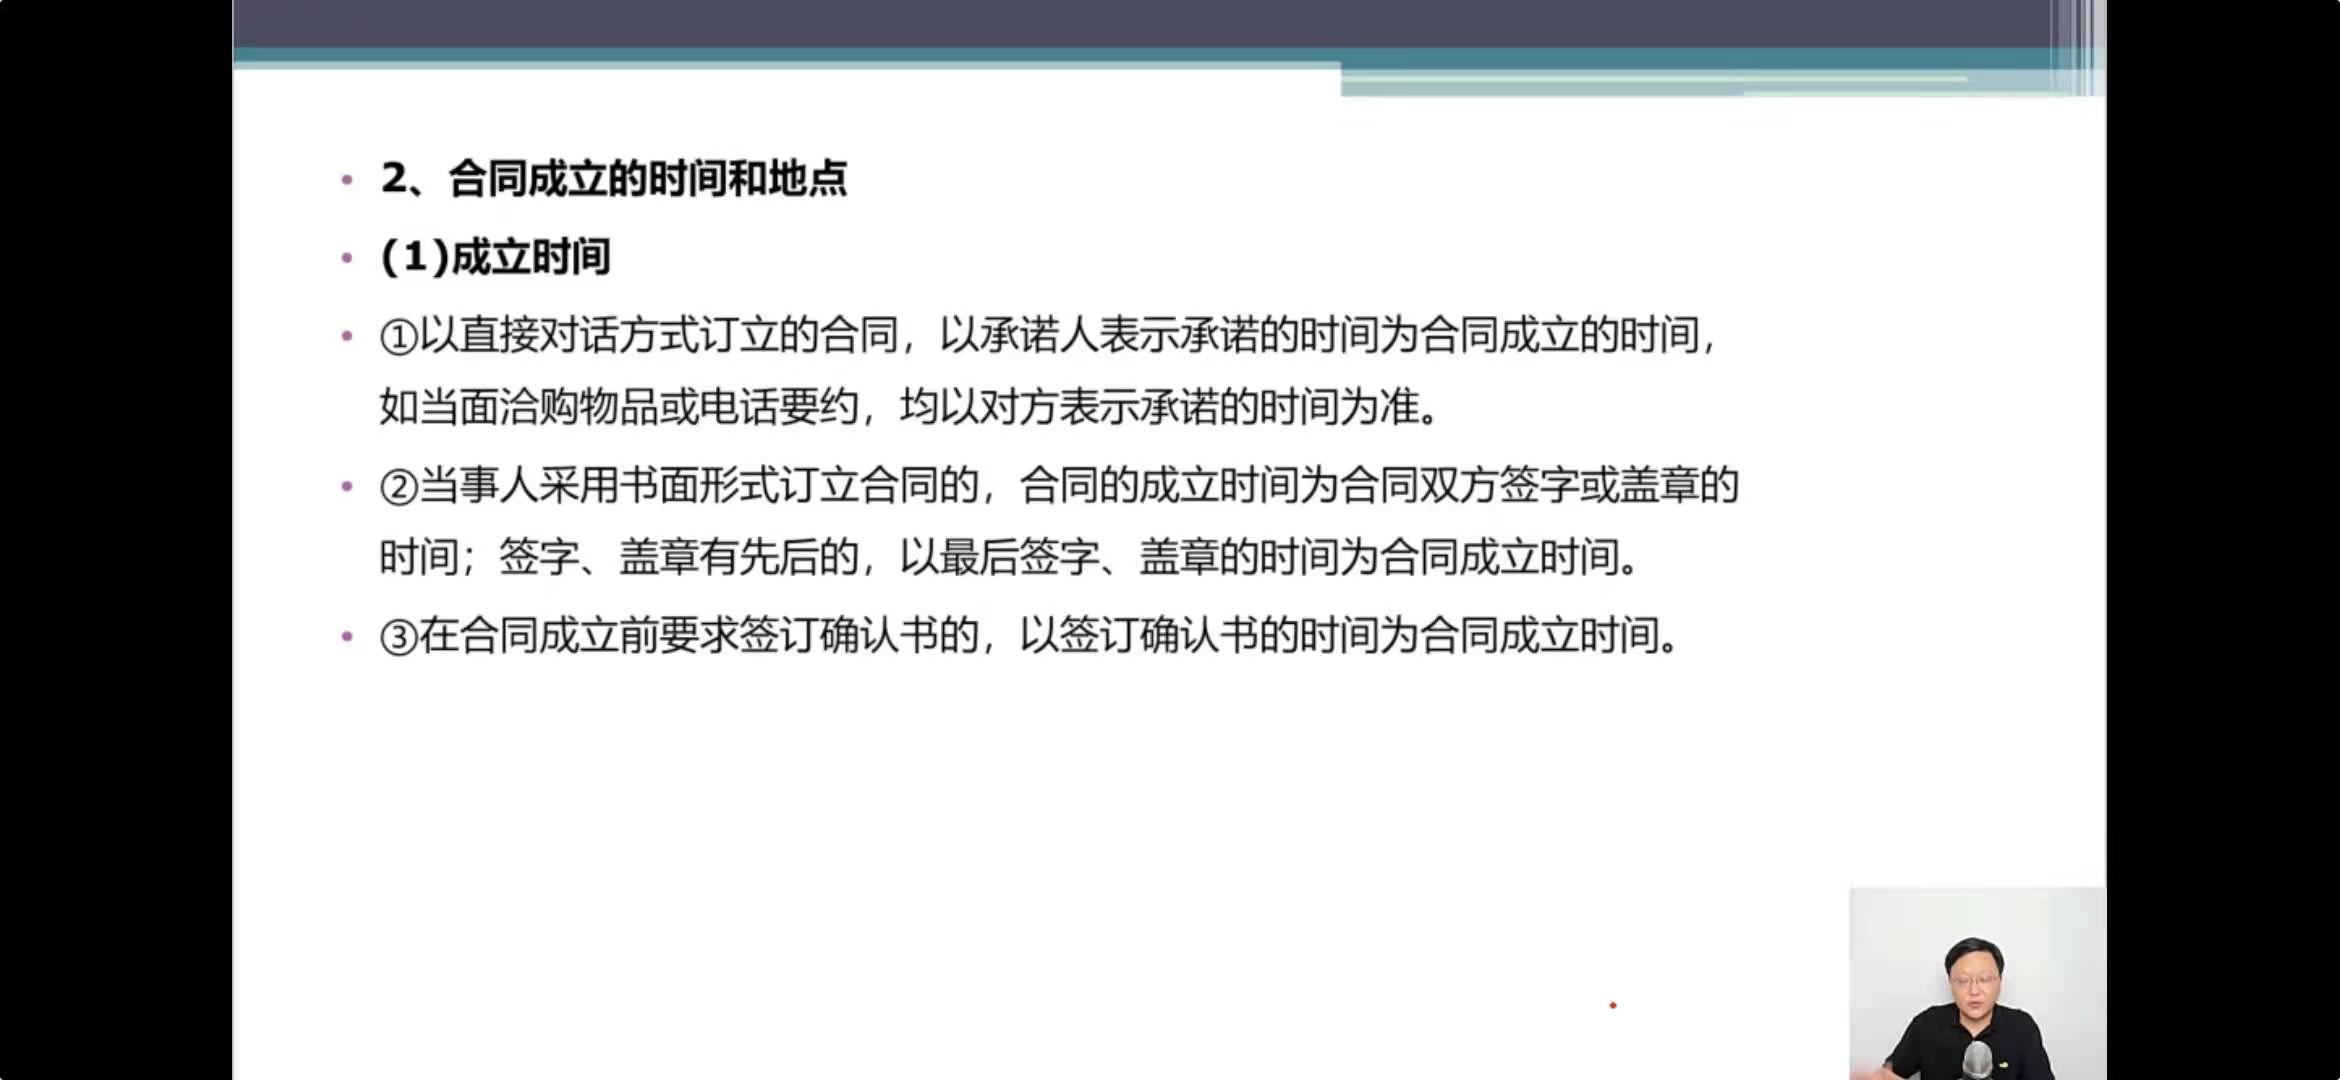 2、合同成立的时间和地点
(1)成立时间
①以直接对话方式订立的合同，以承诺人表示承诺的时间为合同成立的时间，
如当面洽购物品或电话要约，均以对方表示承诺的时间为准。
②当事人采用书面形式订立合同的，合同的成立时间为合同双方签字或盖章的
时间；签字、盖章有先后的，以最后签字、盖章的时间为合同成立时间。
③在合同成立前要求签订确认书的，以签订确认书的时间为合同成立时间。